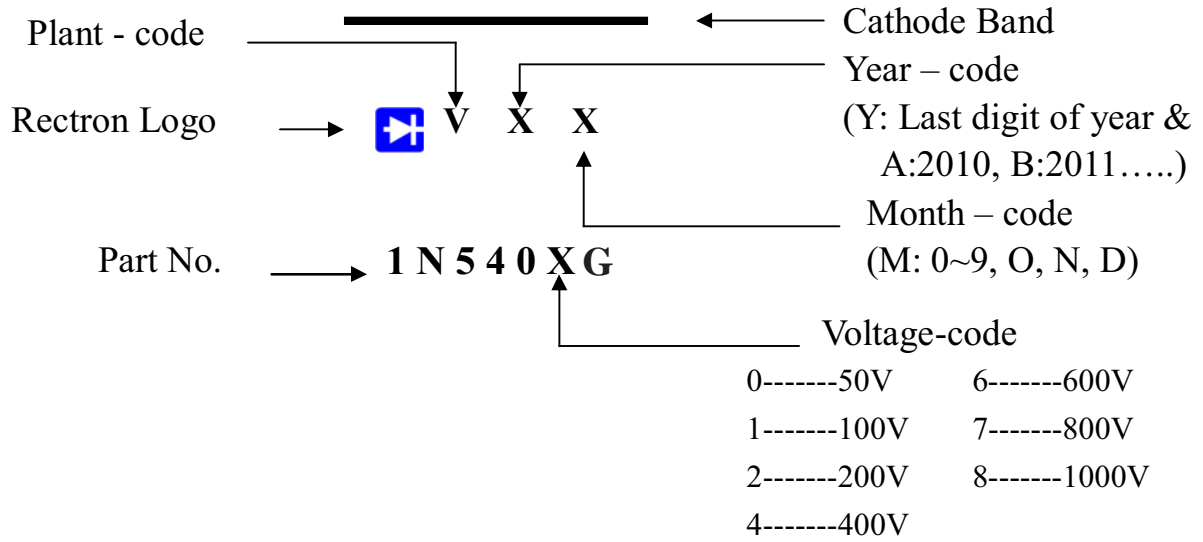 Cathode Band
Plant - code
Year – code
Rectron Logo
V X X
(Y: Last digit of year &
A:2010, B:2011…..)
Month – code
(M: 0~9, O, N, D)
Part No.
1 N 5 4 0 X G
Voltage-code
0-------50V 6-------600V
1-------100V 7-------800V
2-------200V 8-------1000V
4-------400V